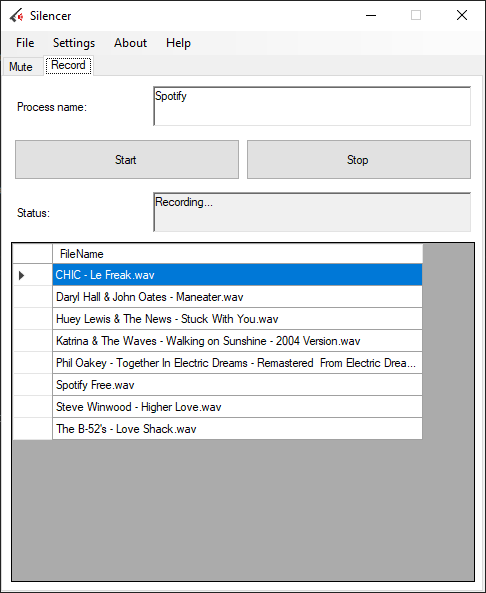 Silencer
File Settings About Help
Mute Record
Process name: Spotify
Start Stop
Status: Recording...
FileName
CHIC - Le Freak.wav
Daryl Hall & John Oates - Maneater.wav
Huey Lewis & The News - Stuck With You.wav
Katrina & The Waves - Walking on Sunshine - 2004 Version.wav
Phil Oakey - Together In Electric Dreams - Remastered  From Electric Drea...
Spotify Free.wav
Steve Winwood - Higher Love.wav
The B-52's - Love Shack.wav